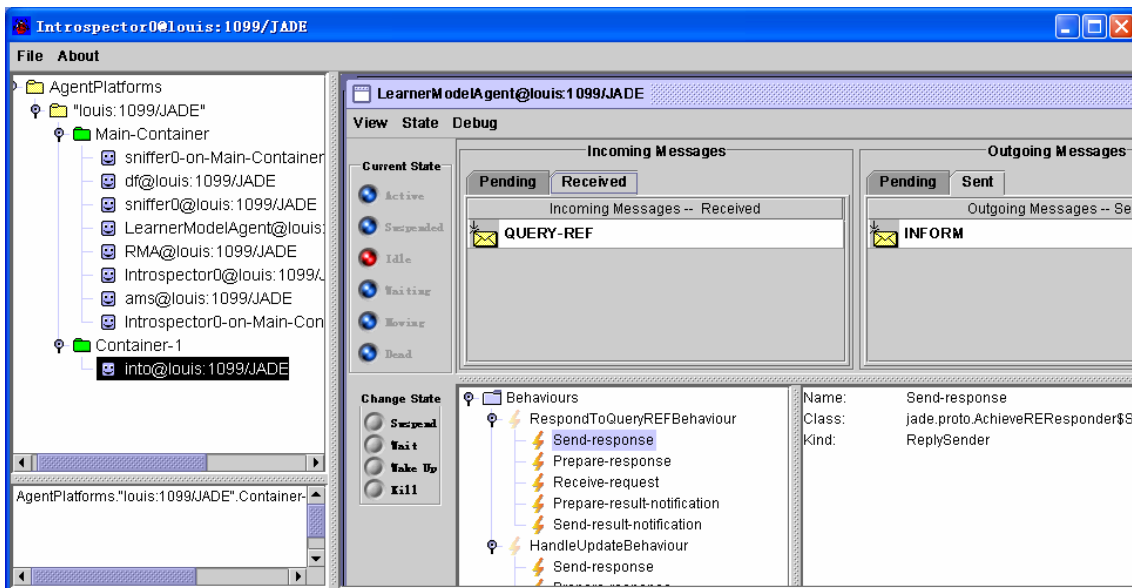 Introspector0@louis:1099/JADE
File About
AgentPlatforms
"louis:1099/JADE"
Main-Container
sniffer0-on-Main-Container
df@louis:1099/JADE
sniffer0@louis:1099/JADE
LearnerModelAgent@louis:
RMA@louis:1099/JADE
Introspector0@louis:1099/J
ams@louis:1099/JADE
Introspector0-on-Main-Con
Container-1
into@louis:1099/JADE
AgentPlatforms."louis:1099/JADE".Container-
LearnerModelAgent@louis:1099/JADE
View State Debug
Current State
Active
Suspended
Idle
Waiting
Moving
Dead
Incoming Messages
Pending Received
Incoming Messages -- Received
QUERY-REF
Outgoing Messages
Pending Sent
Outgoing Messages -- Se
INFORM
Change State
Suspend
Wait
Wake Up
Kill
Behaviours
RespondToQueryREFBehaviour
Send-response
Prepare-response
Receive-request
Prepare-result-notification
Send-result-notification
HandleUpdateBehaviour
Send-response
Prepare-response
Name: Send-response
Class: jade.proto.AchieveREResponder$S
Kind: ReplySender